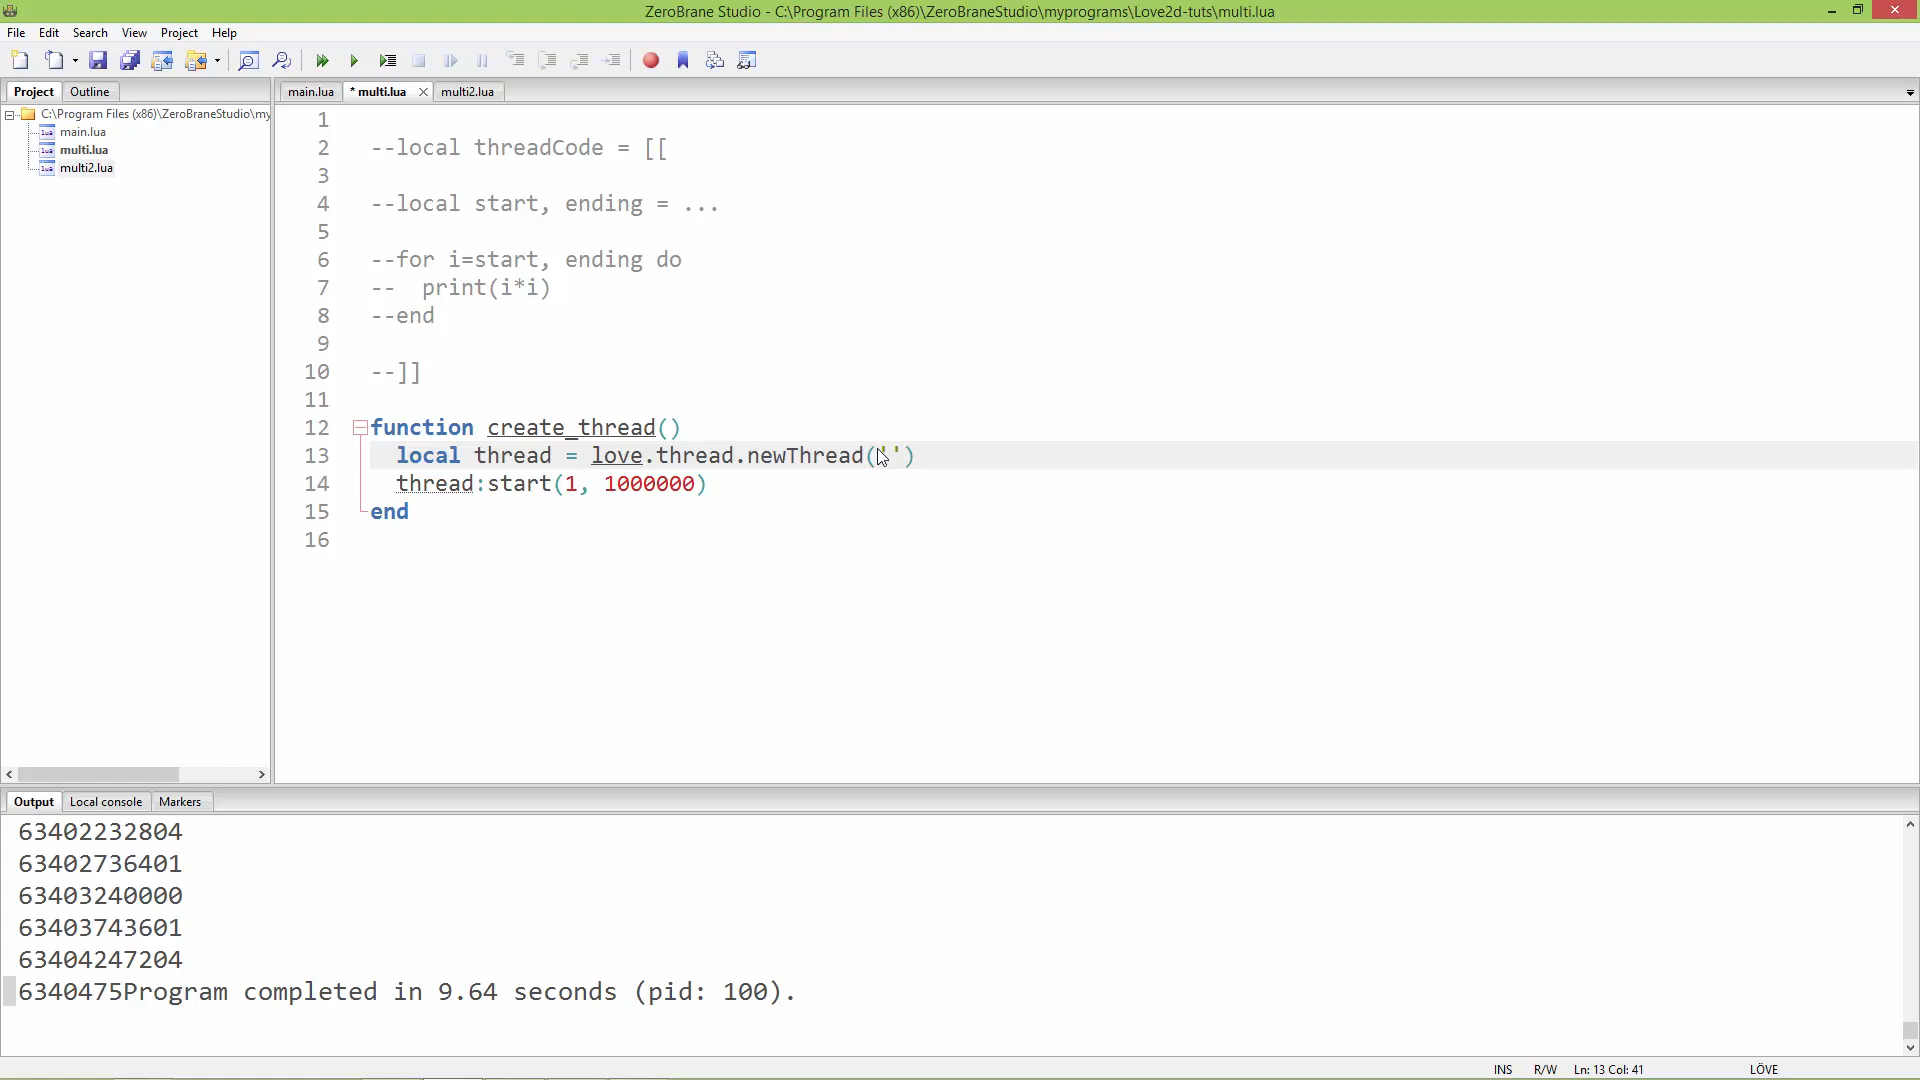 ZeroBrane Studio - C:\Program Files (x86)\ZeroBraneStudio\myprograms\Love2d-tuts\multi.lua
File Edit Search View Project Help
Project Outline
main.lua * multi.lua multi2.lua
C:\Program Files (x86)\ZeroBraneStudio\my
main.lua
multi.lua
multi2.lua
1
2 --local threadCode = [[
3
4 --local start, ending = ...
5
6 --for i=start, ending do
7 --  print(i*i)
8 --end
9
10 --]]
11
12 function create_thread()
13   local thread = love.thread.newThread('')
14   thread:start(1, 1000000)
15 end
16
Output Local console Markers
63402232804
63402736401
63403240000
63403743601
63404247204
6340475Program completed in 9.64 seconds (pid: 100).
INS R/W Ln: 13 Col: 41 LÖVE